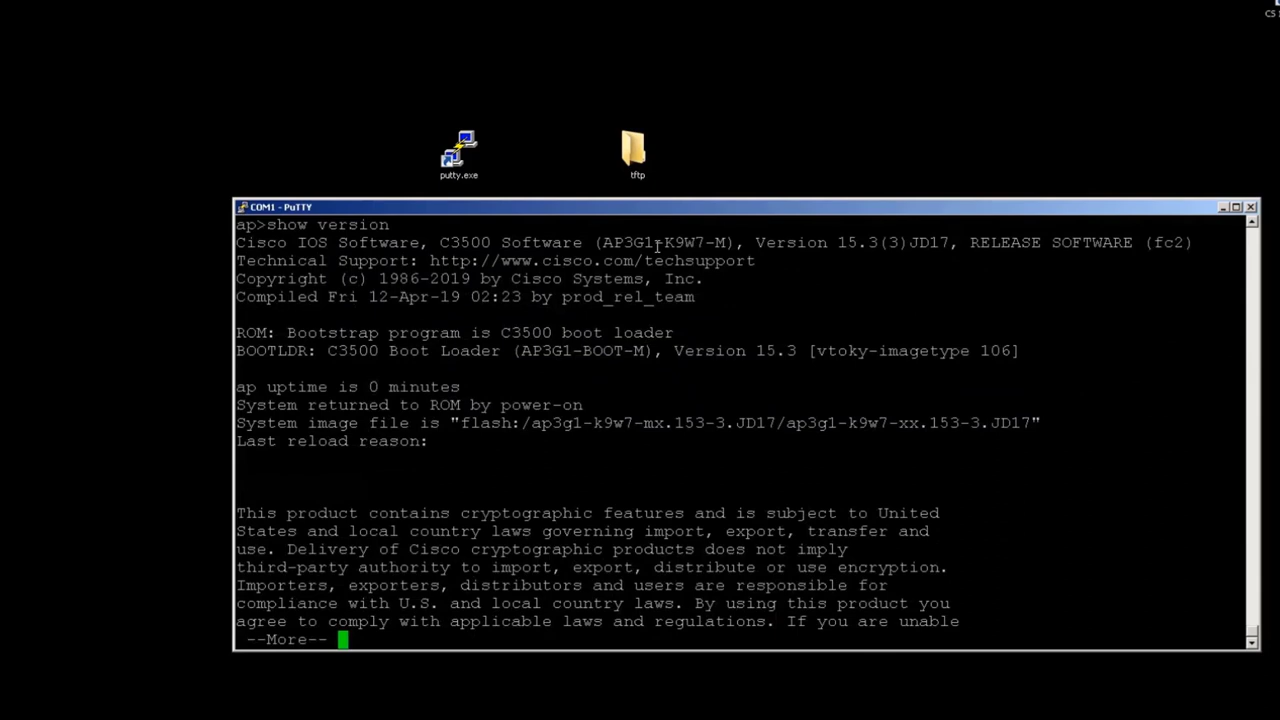 CS
putty.exe
tftp
COM1 - PuTTY
ap>show version
Cisco IOS Software, C3500 Software (AP3G1-K9W7-M), Version 15.3(3)JD17, RELEASE SOFTWARE (fc2)
Technical Support: http://www.cisco.com/techsupport
Copyright (c) 1986-2019 by Cisco Systems, Inc.
Compiled Fri 12-Apr-19 02:23 by prod_rel_team
ROM: Bootstrap program is C3500 boot loader
BOOTLDR: C3500 Boot Loader (AP3G1-BOOT-M), Version 15.3 [vtoky-imagetype 106]
ap uptime is 0 minutes
System returned to ROM by power-on
System image file is "flash:/ap3g1-k9w7-mx.153-3.JD17/ap3g1-k9w7-xx.153-3.JD17"
Last reload reason:
This product contains cryptographic features and is subject to United
States and local country laws governing import, export, transfer and
use. Delivery of Cisco cryptographic products does not imply
third-party authority to import, export, distribute or use encryption.
Importers, exporters, distributors and users are responsible for
compliance with U.S. and local country laws. By using this product you
agree to comply with applicable laws and regulations. If you are unable
--More--